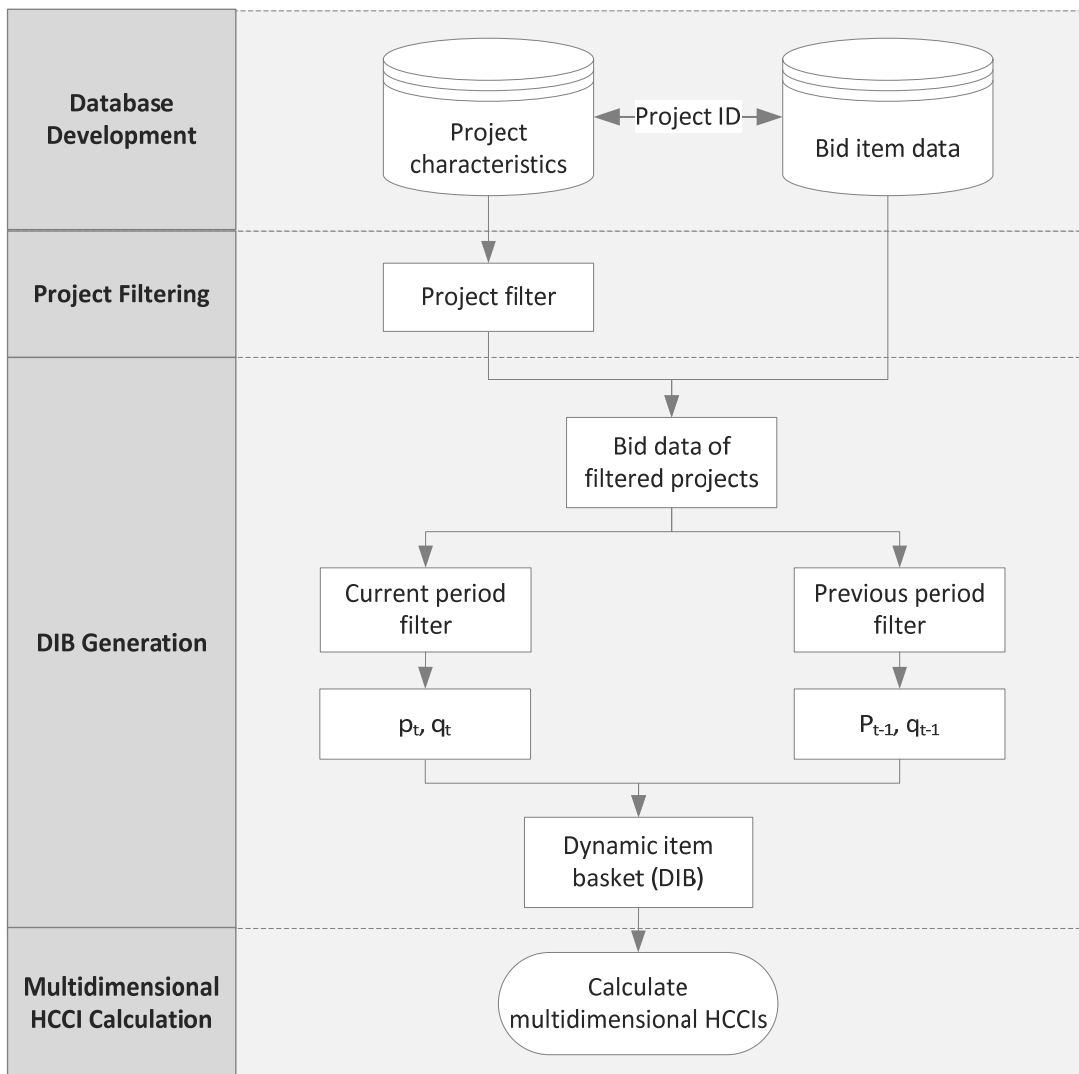 Database
Development
Project
characteristics
Project ID
Bid item data
Project Filtering
Project filter
DIB Generation
Bid data of
filtered projects
Current period
filter
Previous period
filter
pₜ, qₜ
Pₜ₋₁, qₜ₋₁
Dynamic item
basket (DIB)
Multidimensional
HCCI Calculation
Calculate
multidimensional HCCIs